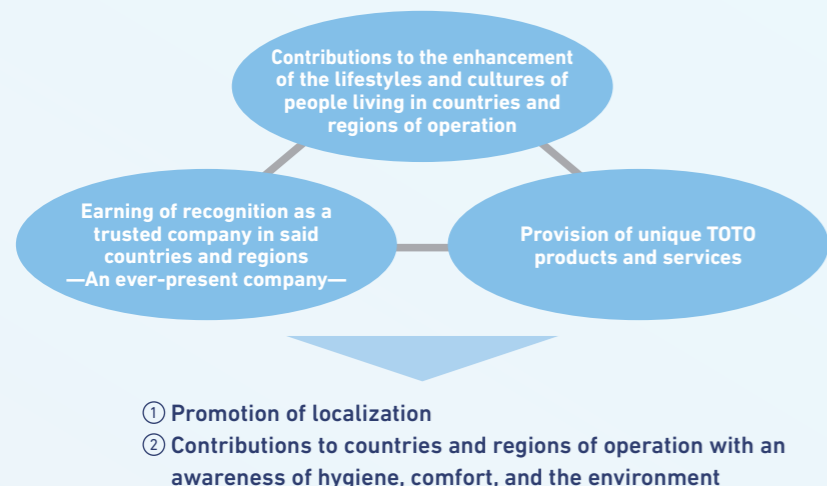 Contributions to the enhancement
of the lifestyles and cultures of
people living in countries and
regions of operation
Earning of recognition as a
trusted company in said
countries and regions
—An ever-present company—
Provision of unique TOTO
products and services
① Promotion of localization
② Contributions to countries and regions of operation with an
awareness of hygiene, comfort, and the environment